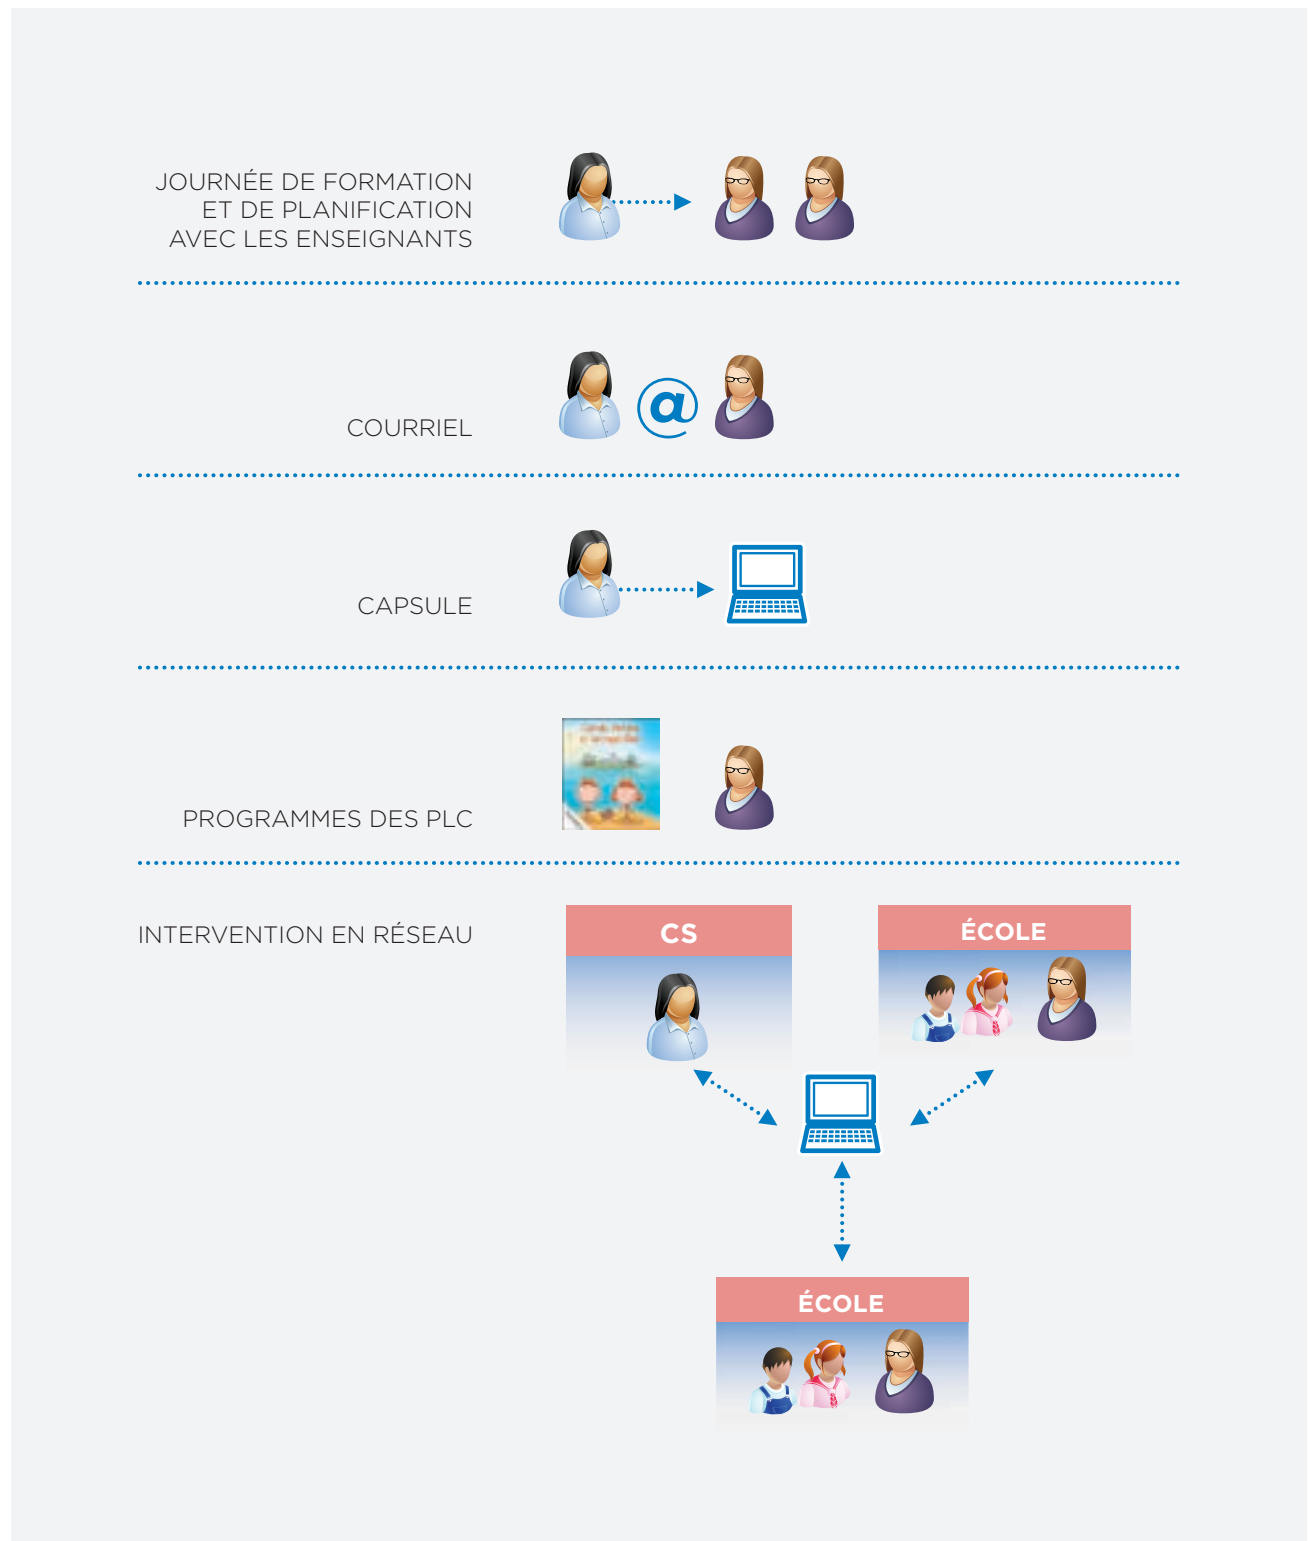 JOURNÉE DE FORMATION
ET DE PLANIFICATION
AVEC LES ENSEIGNANTS
COURRIEL
@
CAPSULE
PROGRAMMES DES PLC
INTERVENTION EN RÉSEAU
CS
ÉCOLE
ÉCOLE